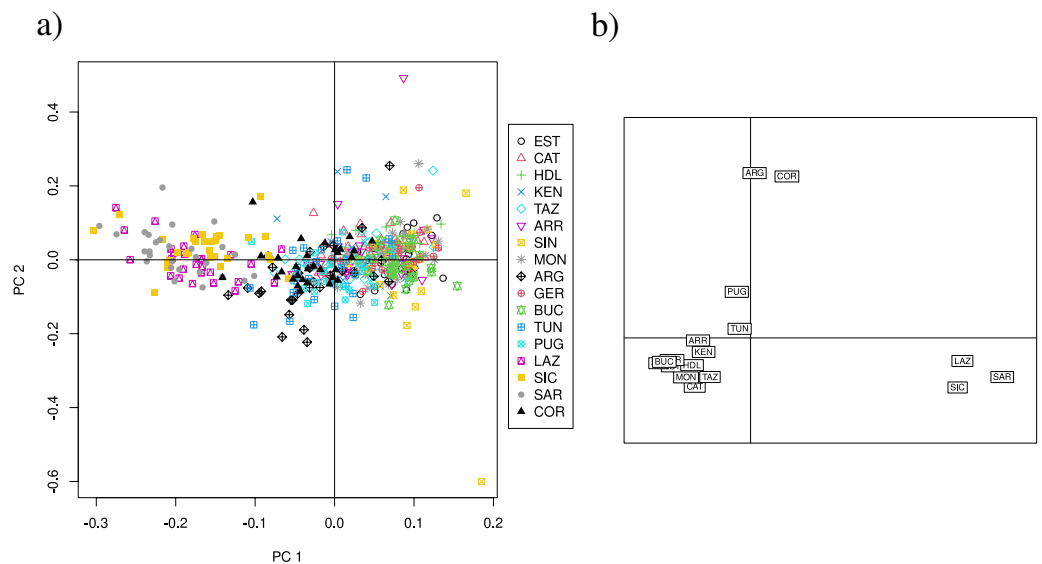 a)
b)
0.4
0.2
0.0
-0.2
-0.4
-0.6
PC 2
-0.3
-0.2
-0.1
0.0
0.1
0.2
PC 1
EST
CAT
HDL
KEN
TAZ
ARR
SIN
MON
ARG
GER
BUC
TUN
PUG
LAZ
SIC
SAR
COR
ARG
COR
PUG
TUN
ARR
KEN
BUC
HDL
MON
TAZ
CAT
LAZ
SAR
SIC